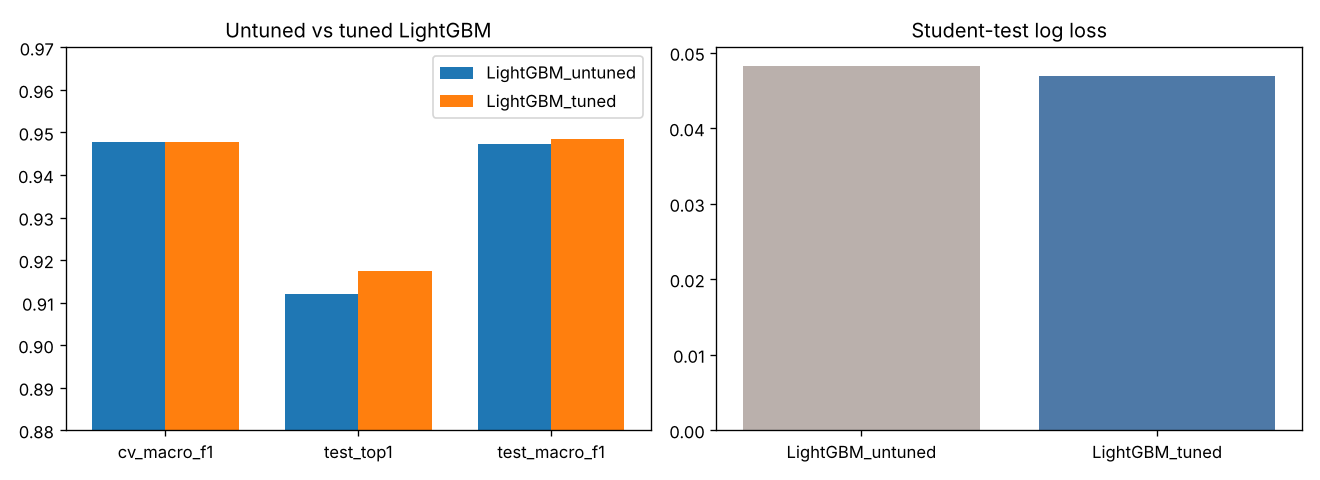 Untuned vs tuned LightGBM
0.97
0.96
0.95
0.94
0.93
0.92
0.91
0.90
0.89
0.88
LightGBM_untuned
LightGBM_tuned
cv_macro_f1
test_top1
test_macro_f1
Student-test log loss
0.05
0.04
0.03
0.02
0.01
0.00
LightGBM_untuned
LightGBM_tuned